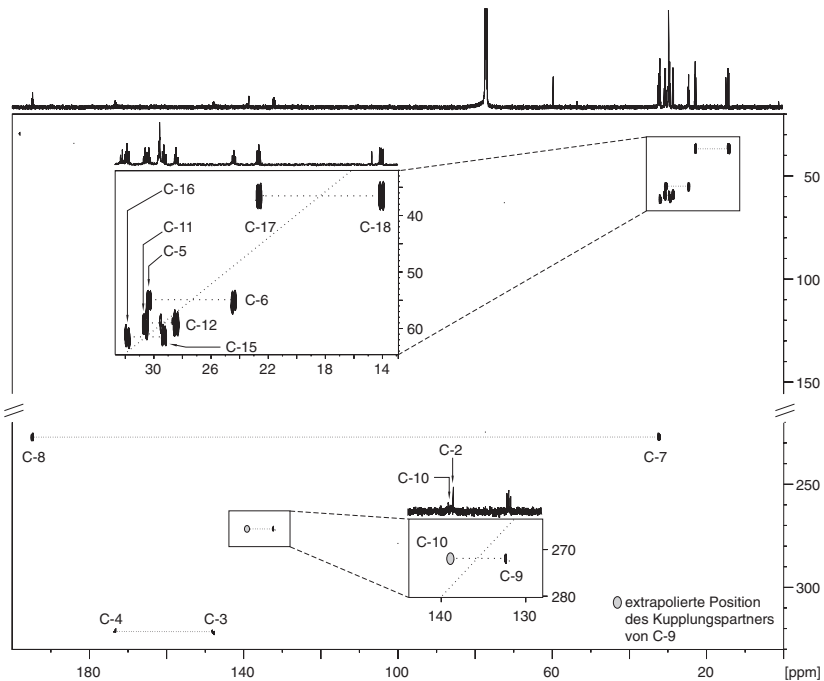 C-16
C-11
C-5
C-17
C-18
C-6
C-12
C-15
40
50
60
30 26 22 18 14
50
100
150
C-8
C-7
C-2
C-10
C-10
C-9
270
280
140 130
250
300
C-4 C-3
extrapolierte Position
des Kupplungspartners
von C-9
180 140 100 60 20 [ppm]